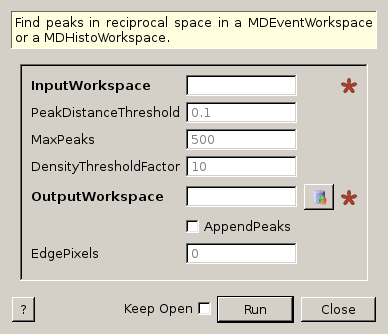 Find peaks in reciprocal space in a MDEventWorkspace
or a MDHistoWorkspace.
InputWorkspace
PeakDistanceThreshold 0.1
MaxPeaks 500
DensityThresholdFactor 10
OutputWorkspace
AppendPeaks
EdgePixels 0
? Keep Open Run Close